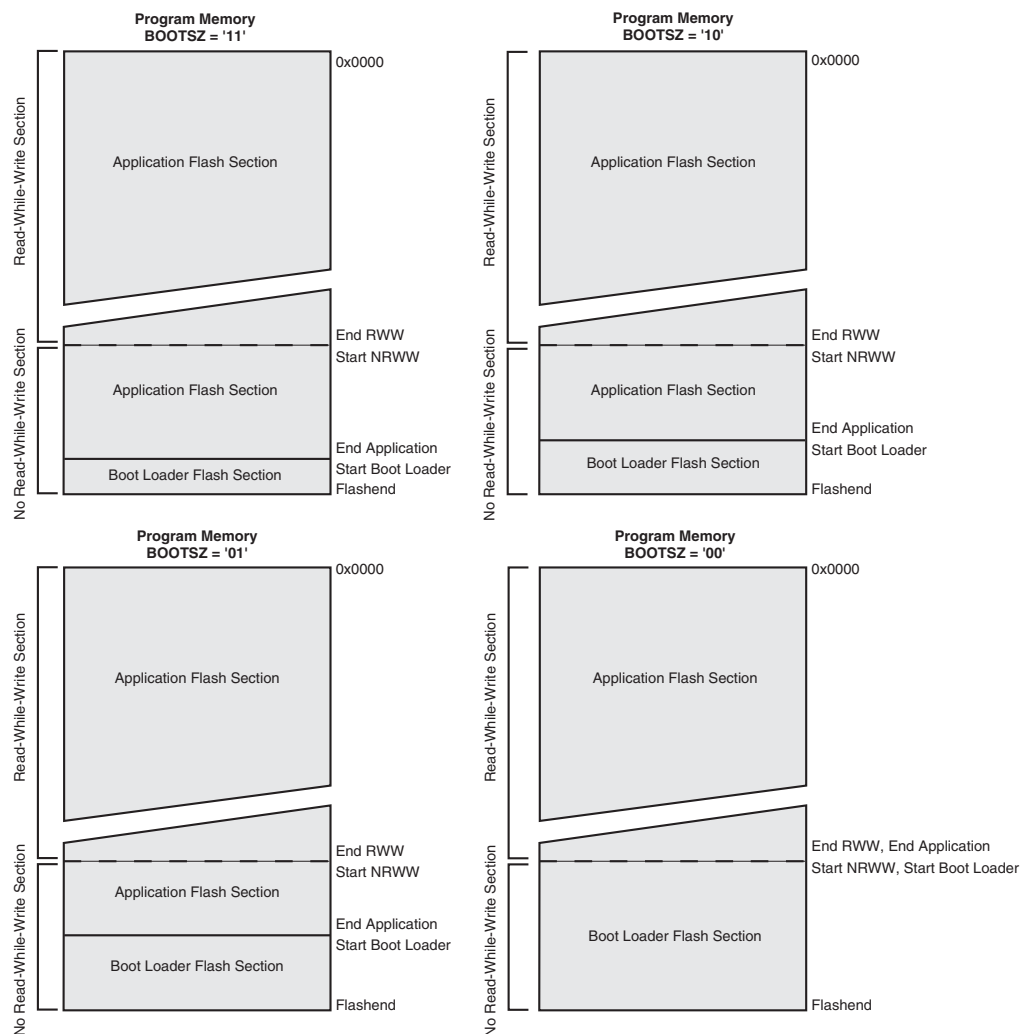 Program Memory
BOOTSZ = '11'
0x0000
Read-While-Write Section
Application Flash Section
End RWW
Start NRWW
No Read-While-Write Section
Application Flash Section
End Application
Start Boot Loader
Boot Loader Flash Section
Flashend
Program Memory
BOOTSZ = '10'
0x0000
Read-While-Write Section
Application Flash Section
End RWW
Start NRWW
No Read-While-Write Section
Application Flash Section
End Application
Start Boot Loader
Boot Loader Flash Section
Flashend
Program Memory
BOOTSZ = '01'
0x0000
Read-While-Write Section
Application Flash Section
End RWW
Start NRWW
No Read-While-Write Section
Application Flash Section
End Application
Start Boot Loader
Boot Loader Flash Section
Flashend
Program Memory
BOOTSZ = '00'
0x0000
Read-While-Write Section
Application Flash Section
End RWW, End Application
Start NRWW, Start Boot Loader
No Read-While-Write Section
Boot Loader Flash Section
Flashend